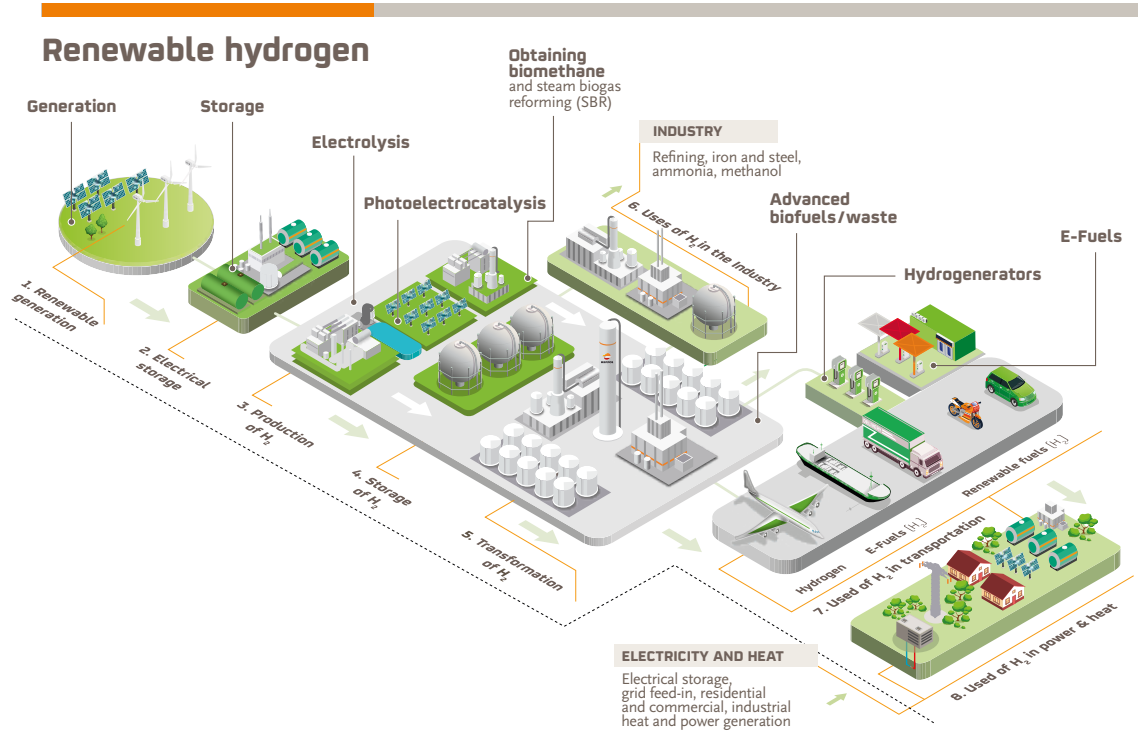 Renewable hydrogen
Generation
Storage
Electrolysis
Photoelectrocatalysis
Obtaining
biomethane
and steam biogas
reforming (SBR)
INDUSTRY
Refining, iron and steel,
ammonia, methanol
Advanced
biofuels/waste
E-Fuels
Hydrogenerators
1. Renewable
generation
2. Electrical
storage
3. Production
of H₂
4. Storage
of H₂
5. Transformation
of H₂
6. Uses of H₂ in the industry
Hydrogen
E-Fuels (H₂)
Renewable fuels (H₂)
7. Used of H₂ in transportation
8. Used of H₂ in power & heat
ELECTRICITY AND HEAT
Electrical storage,
grid feed-in, residential
and commercial, industrial
heat and power generation